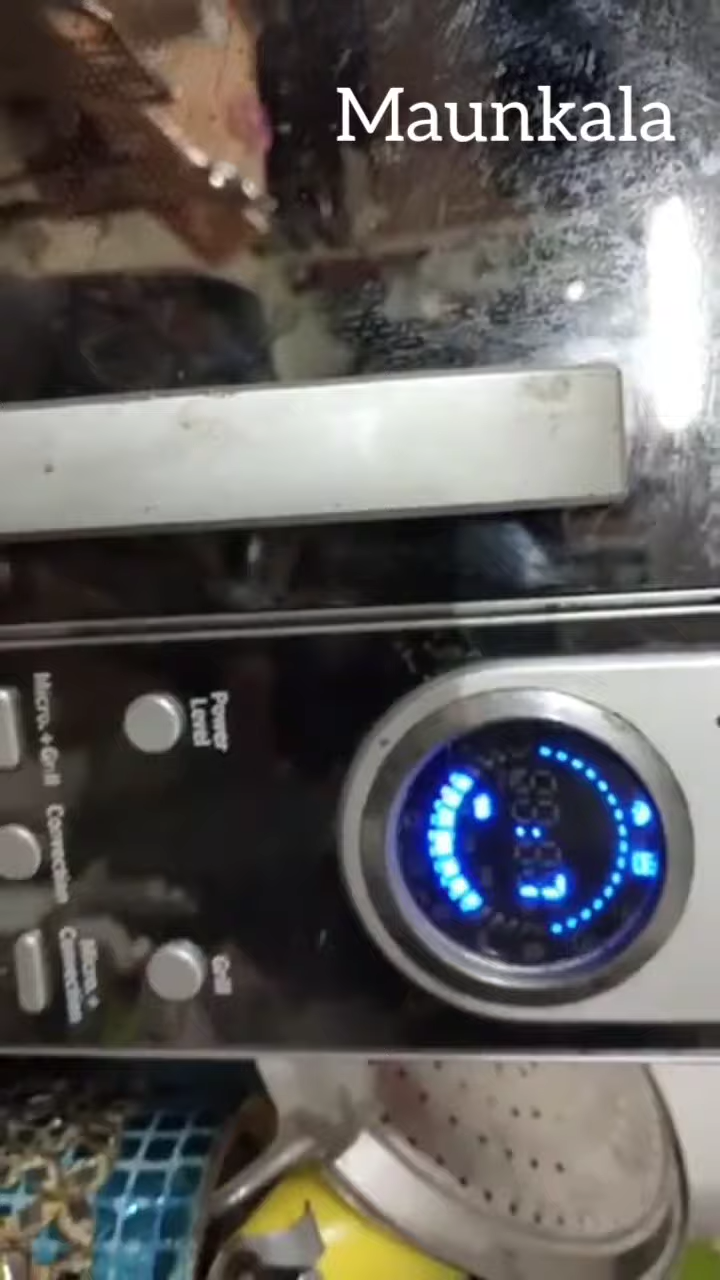 Maunkala
Power
Level
Micro.+Grill
Convection
Micro.+
Convection
Grill